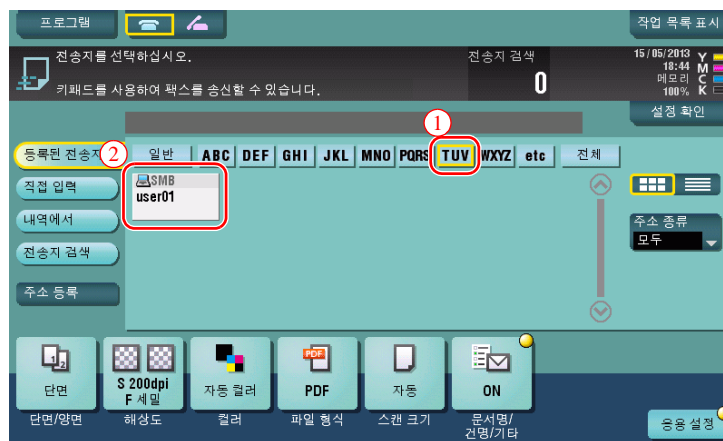 프로그램
작업 목록 표시
전송지를 선택하십시오.
전송지 검색
0
키패드를 사용하여 팩스를 송신할 수 있습니다.
15/05/2013
18:44
메모리
100%
Y
M
C
K
설정 확인
1
등록된 전송지
2
일반
ABC
DEF
GHI
JKL
MNO
PQRS
TUV
WXYZ
etc
전체
직접 입력
SMB
user01
내역에서
주소 종류
모두
전송지 검색
주소 등록
1 2
PDF
단면
S 200dpi
F 세밀
자동 컬러
PDF
자동
ON
단면/양면
해상도
컬러
파일 형식
스캔 크기
문서명/
건명/기타
응용 설정